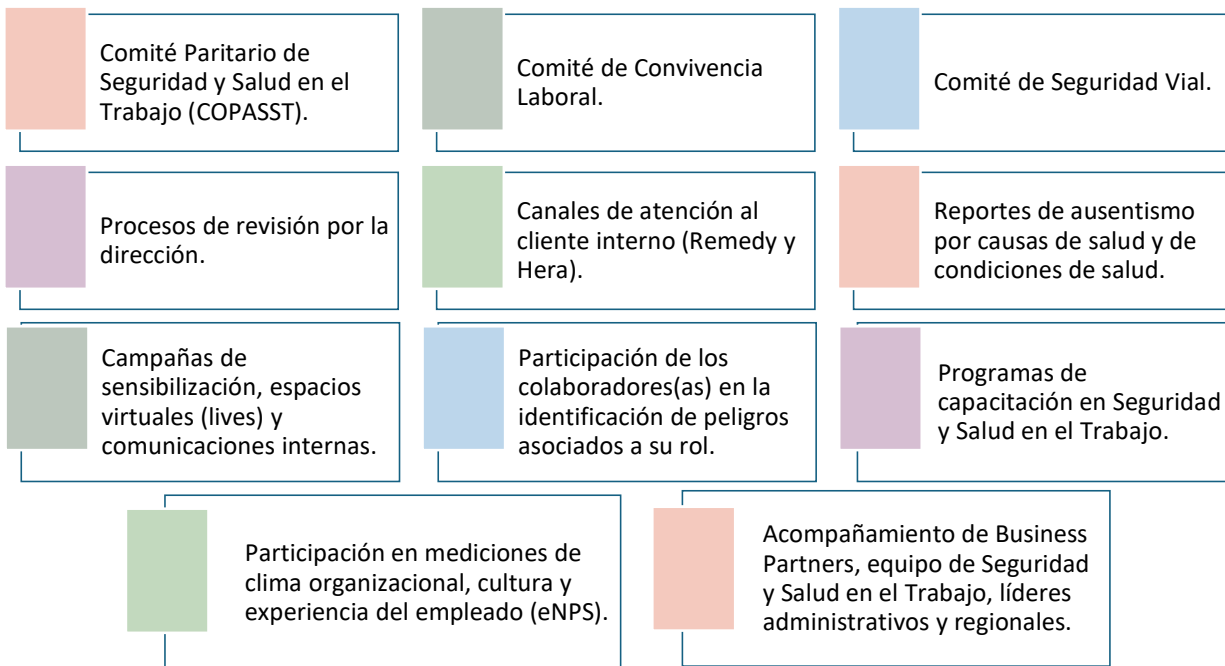 Comité Paritario de
Seguridad y Salud en el
Trabajo (COPASST).
Comité de Convivencia
Laboral.
Comité de Seguridad Vial.
Procesos de revisión por la
dirección.
Canales de atención al
cliente interno (Remedy y
Hera).
Reportes de ausentismo
por causas de salud y de
condiciones de salud.
Campañas de
sensibilización, espacios
virtuales (lives) y
comunicaciones internas.
Participación de los
colaboradores(as) en la
identificación de peligros
asociados a su rol.
Programas de
capacitación en Seguridad
y Salud en el Trabajo.
Participación en mediciones de
clima organizacional, cultura y
experiencia del empleado (eNPS).
Acompañamiento de Business
Partners, equipo de Seguridad
y Salud en el Trabajo, líderes
administrativos y regionales.